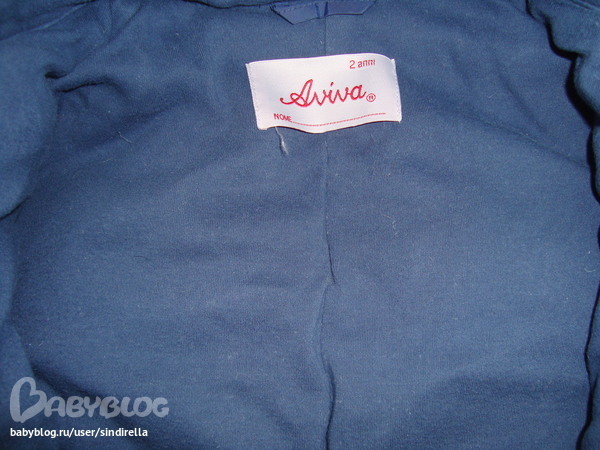 2 anni
Aviva®
NOME
BABYBLOG
babyblog.ru/user/sindirella